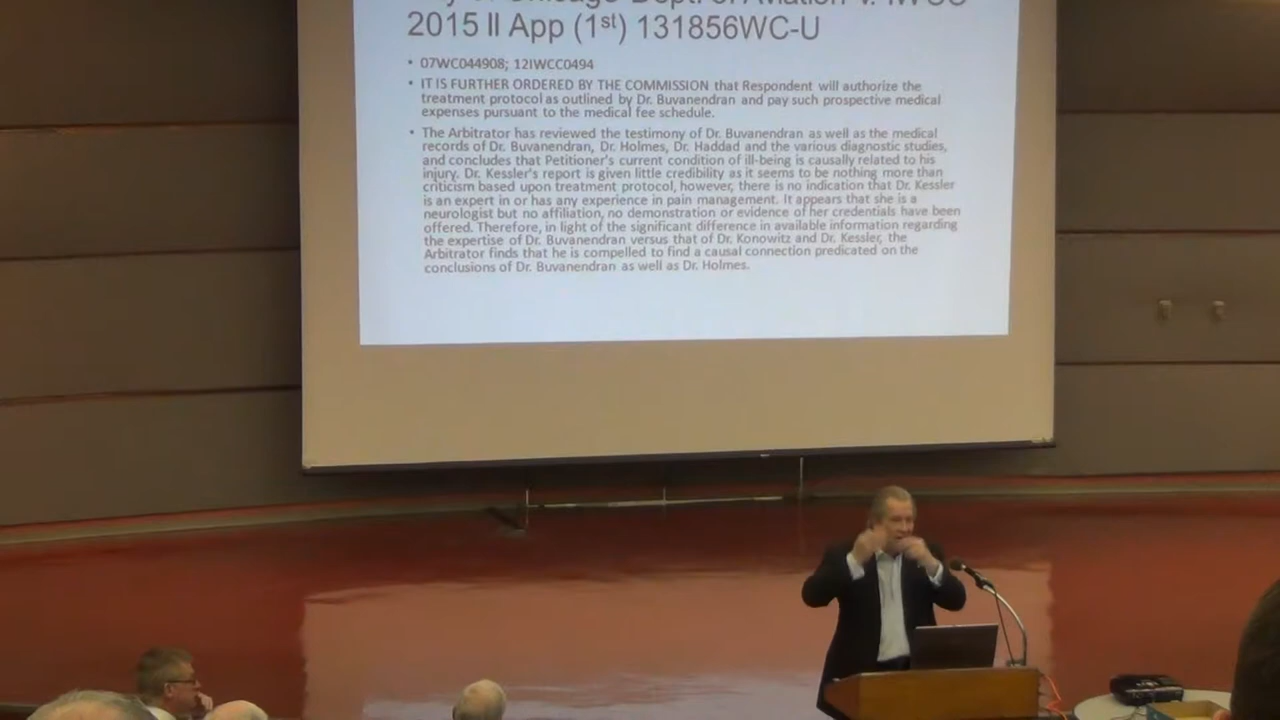 Chicago Dept. of Aviation v. IWCC
2015 Il App (1st) 131856WC-U
• 07WC044908; 12IWCC0494
• IT IS FURTHER ORDERED BY THE COMMISSION that Respondent will authorize the
treatment protocol as outlined by Dr. Buvanendran and pay such prospective medical
expenses pursuant to the medical fee schedule.
• The Arbitrator has reviewed the testimony of Dr. Buvanendran as well as the medical
records of Dr. Buvanendran, Dr. Holmes, Dr. Haddad and the various diagnostic studies,
and concludes that Petitioner's current condition of ill-being is causally related to his
injury. Dr. Kessler's report is given little credibility as it seems to be nothing more than
criticism based upon treatment protocol, however, there is no indication that Dr. Kessler
is an expert in or has any experience in pain management. It appears that she is a
neurologist but no affiliation, no demonstration or evidence of her credentials have been
offered. Therefore, in light of the significant difference in available information regarding
the expertise of Dr. Buvanendran versus that of Dr. Konowitz and Dr. Kessler, the
Arbitrator finds that he is compelled to find a causal connection predicated on the
conclusions of Dr. Buvanendran as well as Dr. Holmes.